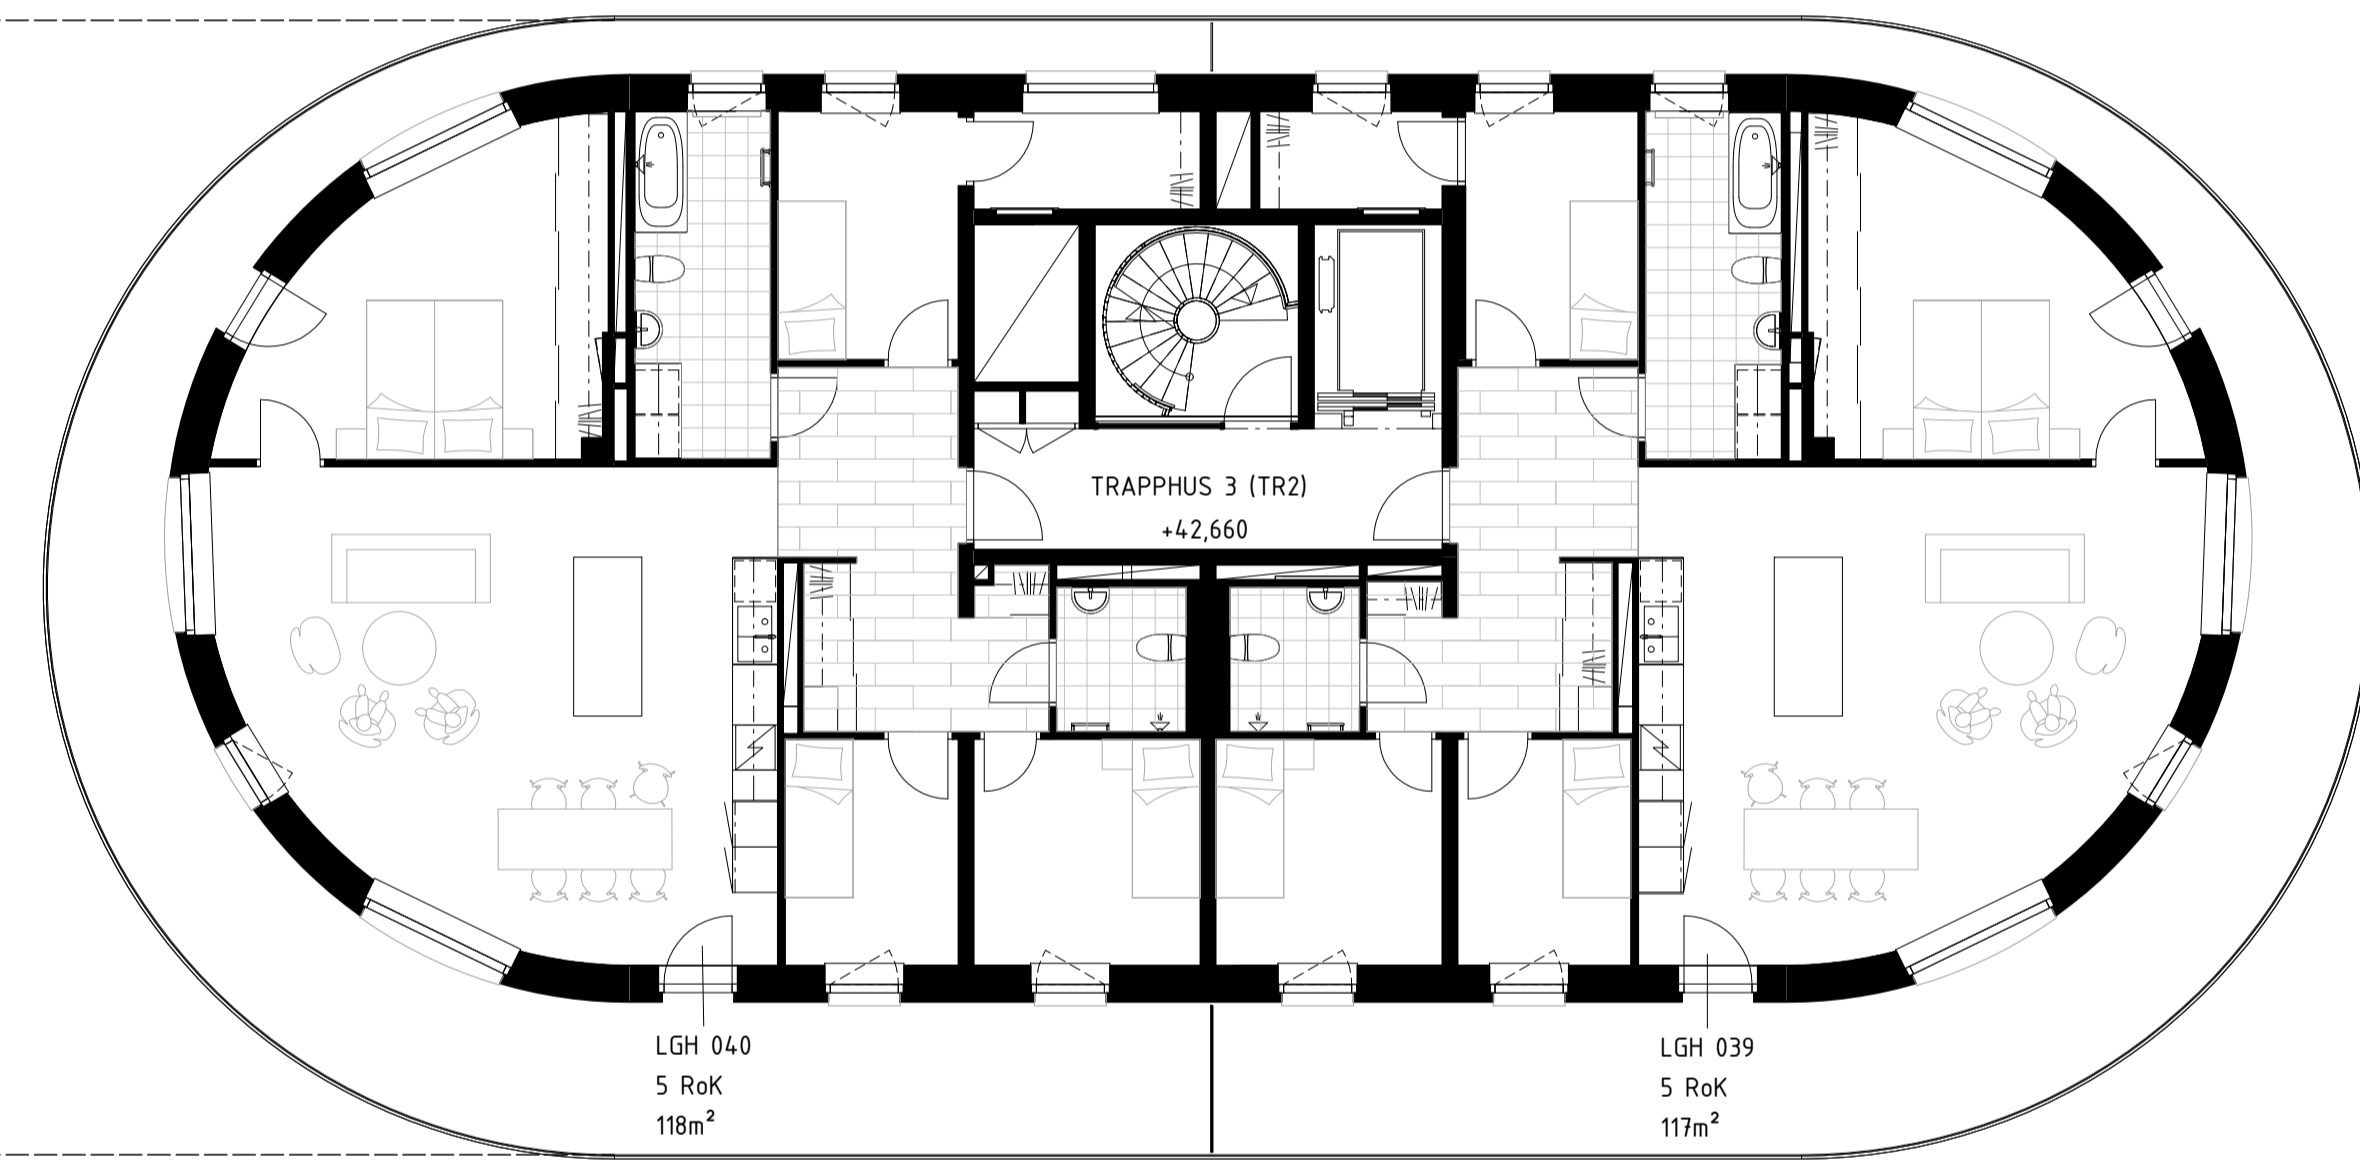 TRAPPHUS 3 (TR2)
+42,660
LGH 040
5 RoK
118m²
LGH 039
5 RoK
117m²